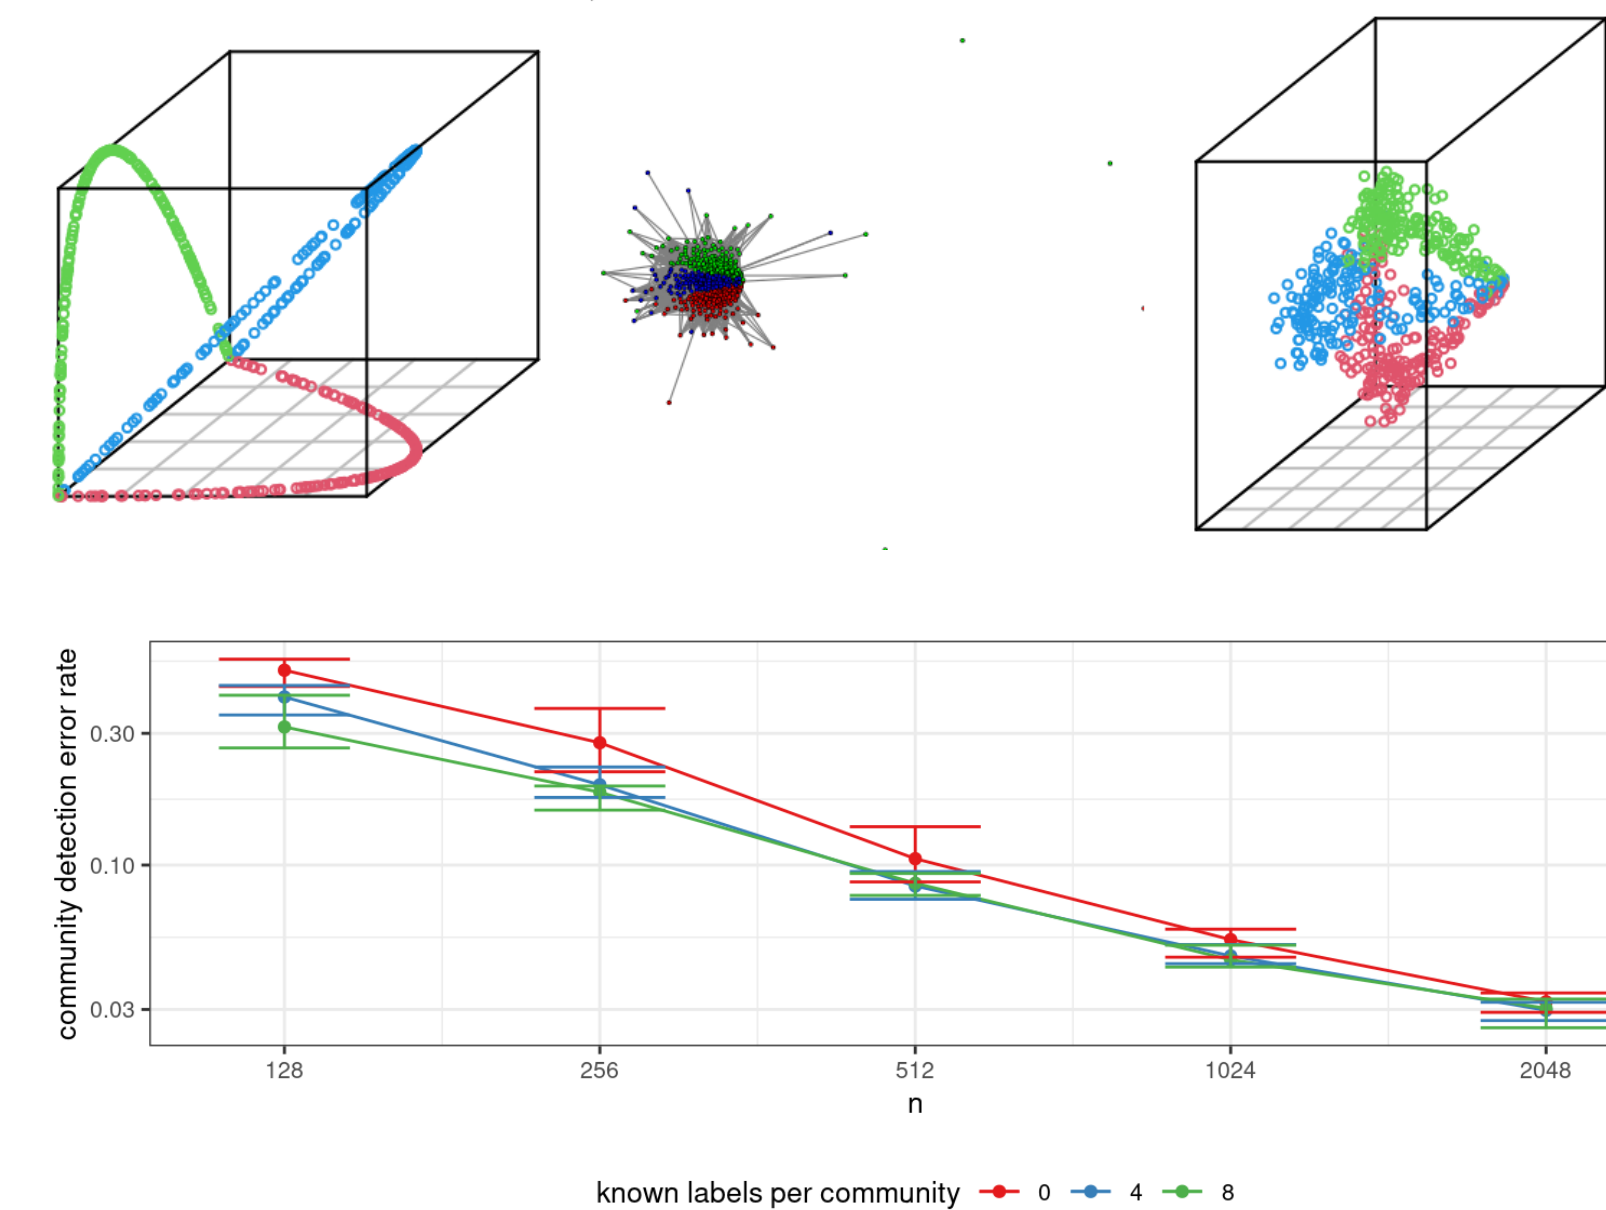 community detection error rate
0.30
0.10
0.03
128 256 512 1024 2048
n
known labels per community 0 4 8